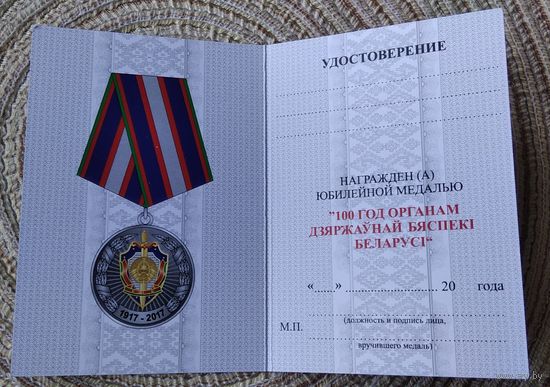 1917 - 2017
УДОСТОВЕРЕНИЕ
НАГРАЖДЕН (А)
ЮБИЛЕЙНОЙ МЕДАЛЬЮ
"100 ГОД ОРГАНАМ
ДЗЯРЖАЎНАЙ БЯСПЕКІ
БЕЛАРУСІ“
«......» ........................... 20 года
М.П. (должность и подпись лица,
вручившего медаль)